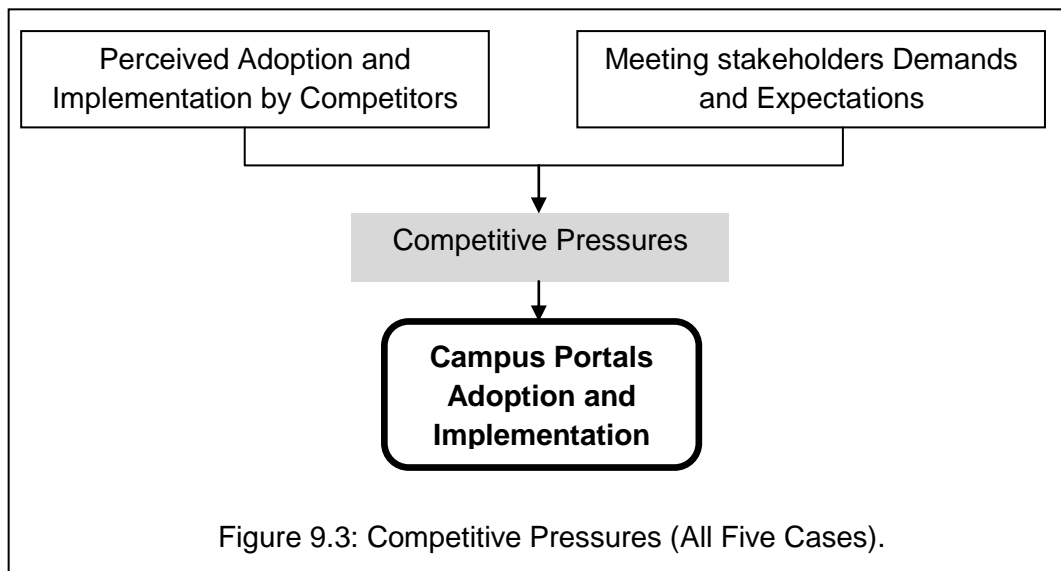 Perceived Adoption and
Implementation by Competitors
Meeting stakeholders Demands
and Expectations
Competitive Pressures
Campus Portals
Adoption and
Implementation
Figure 9.3: Competitive Pressures (All Five Cases).